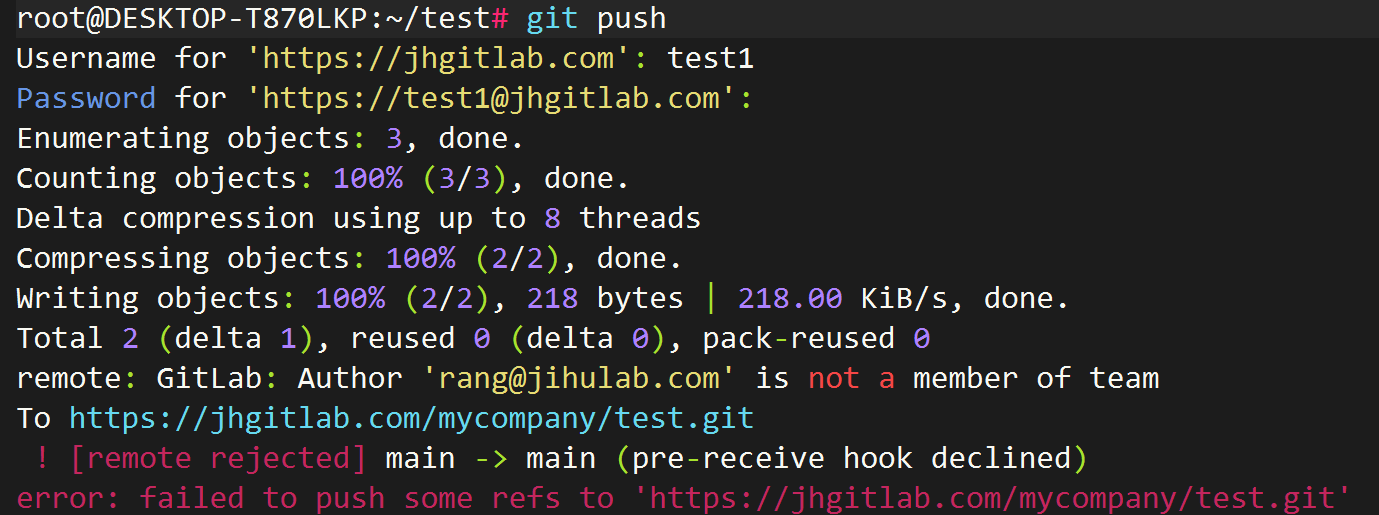 root@DESKTOP-T870LKP:~/test# git push
Username for 'https://jhgitlab.com': test1
Password for 'https://test1@jhgitlab.com':
Enumerating objects: 3, done.
Counting objects: 100% (3/3), done.
Delta compression using up to 8 threads
Compressing objects: 100% (2/2), done.
Writing objects: 100% (2/2), 218 bytes | 218.00 KiB/s, done.
Total 2 (delta 1), reused 0 (delta 0), pack-reused 0
remote: GitLab: Author 'rang@jihulab.com' is not a member of team
To https://jhgitlab.com/mycompany/test.git
 ! [remote rejected] main -> main (pre-receive hook declined)
error: failed to push some refs to 'https://jhgitlab.com/mycompany/test.git'